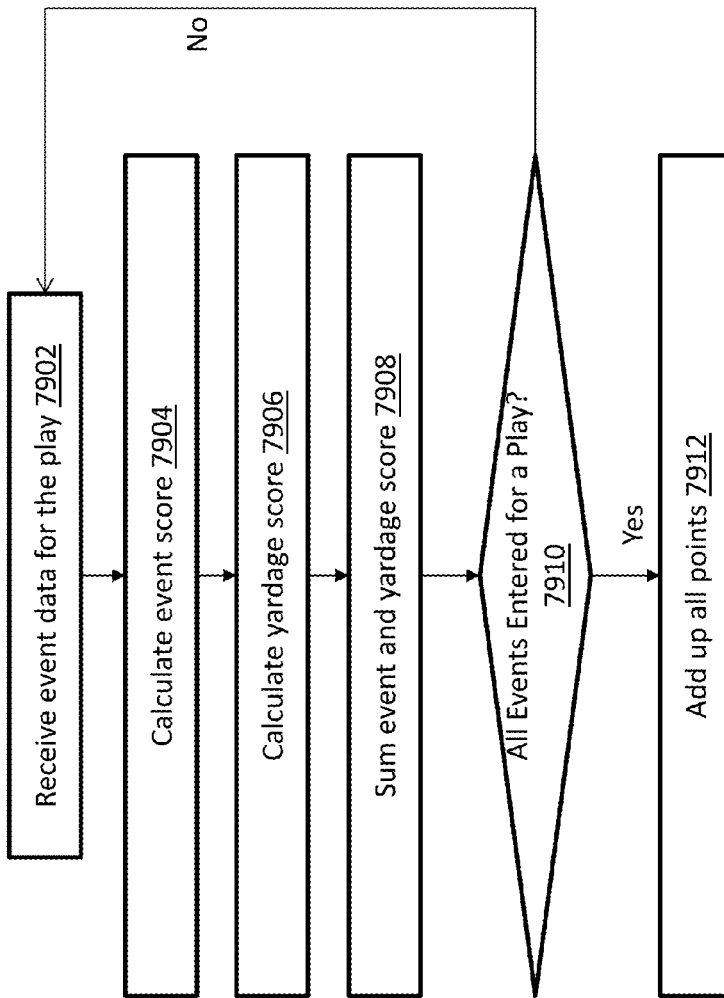 Receive event data for the play 7902
Calculate event score 7904
Calculate yardage score 7906
Sum event and yardage score 7908
All Events Entered for a Play?
7910
No
Yes
Add up all points 7912